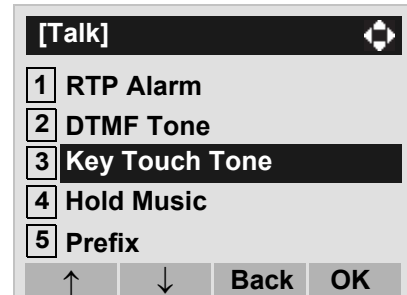 [Talk]
1 RTP Alarm
2 DTMF Tone
3 Key Touch Tone
4 Hold Music
5 Prefix
↑ ↓ Back OK